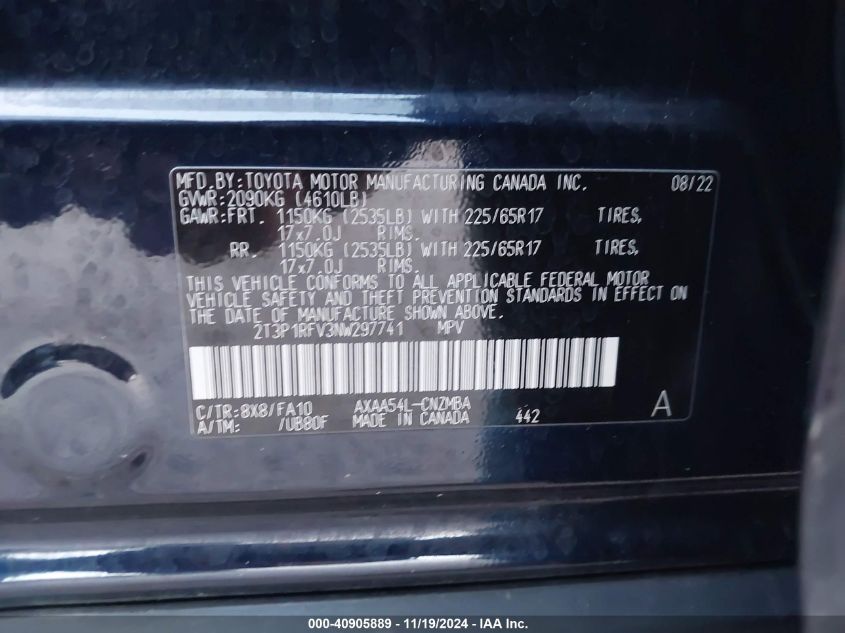 MFD.BY:TOYOTA MOTOR MANUFACTURING CANADA INC. 08/22
GVWR:2090KG (4610LB)
GAWR:FRT. 1150KG (2535LB) WITH 225/65R17 TIRES,
17x7.0J RIMS.
RR. 1150KG (2535LB) WITH 225/65R17 TIRES,
17x7.0J RIMS.
THIS VEHICLE CONFORMS TO ALL APPLICABLE FEDERAL MOTOR
VEHICLE SAFETY AND THEFT PREVENTION STANDARDS IN EFFECT ON
THE DATE OF MANUFACTURE SHOWN ABOVE.
2T3P1RFV3NW297741 MPV
C/TR:8X8/FA10 AXAA54L-CNZMBA A
A/TM: /UB80F MADE IN CANADA 442
000-40905889 - 11/19/2024 - IAA Inc.